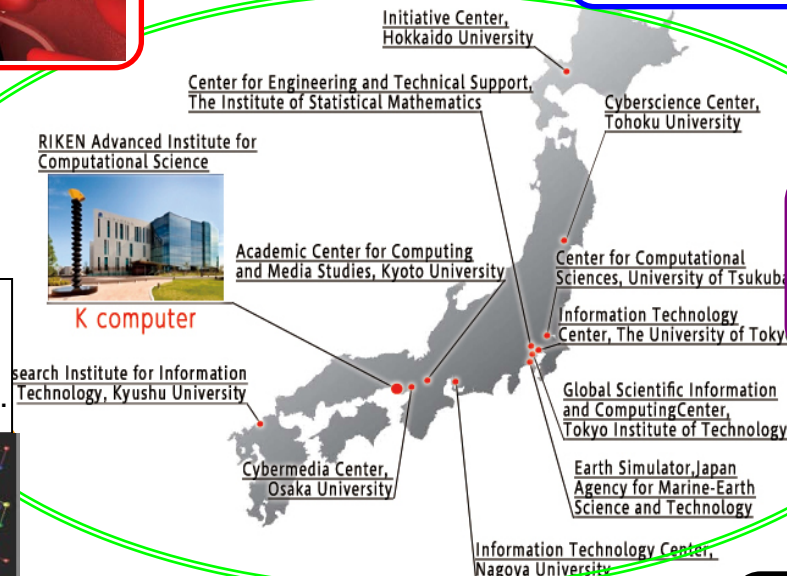 Initiative Center,
Hokkaido University
Center for Engineering and Technical Support,
The Institute of Statistical Mathematics
Cyberscience Center,
Tohoku University
RIKEN Advanced Institute for
Computational Science
K computer
Academic Center for Computing
and Media Studies, Kyoto University
Center for Computational
Sciences, University of Tsukuba
Information Technology
Center, The University of Toky
search Institute for Information
Technology, Kyushu University
Global Scientific Information
and ComputingCenter,
Tokyo Institute of Technology
Cybermedia Center,
Osaka University
Earth Simulator,Japan
Agency for Marine-Earth
Science and Technology
Information Technology Center,
Nagoya University